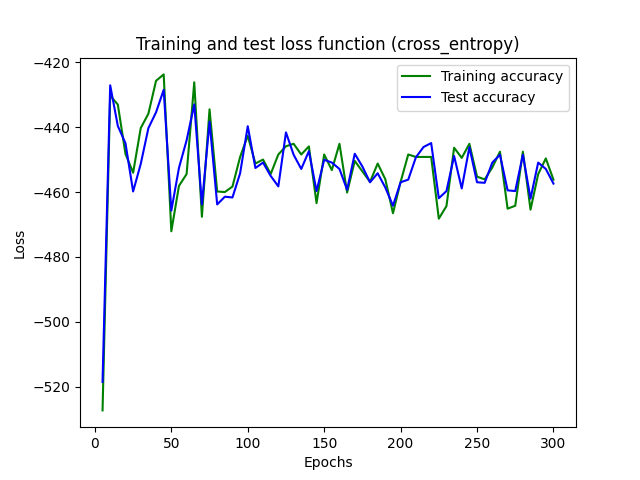 Training and test loss function (cross_entropy)
Training accuracy
Test accuracy
−420
−440
−460
−480
−500
−520
Loss
0 50 100 150 200 250 300
Epochs